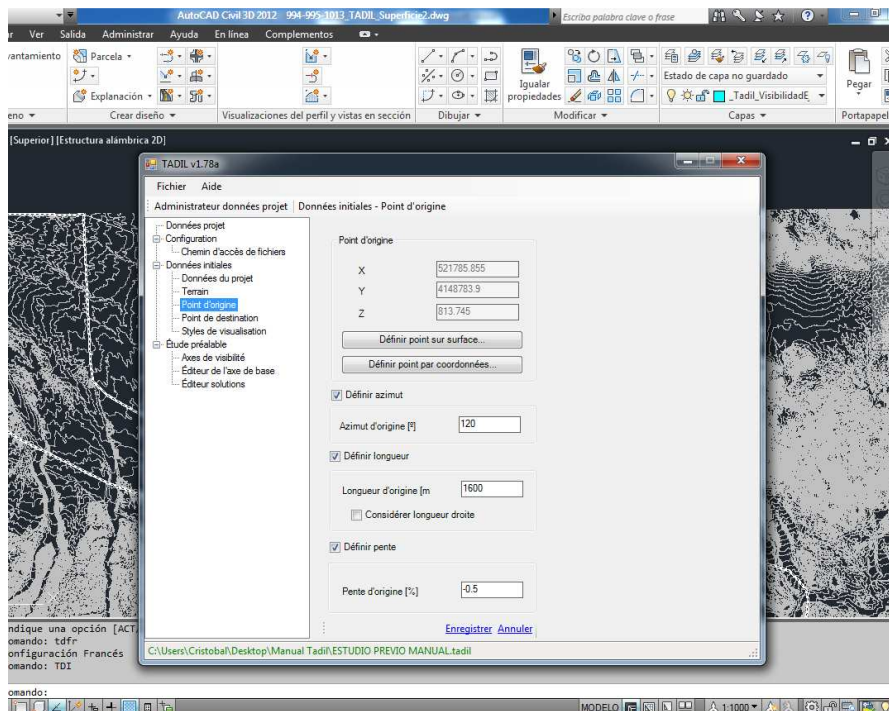 AutoCAD Civil 3D 2012 994-995-1013_TADIL_Superficie2.dwg
Escriba palabra clave o frase
Ver Salida Administrar Ayuda En línea Complementos
vantamiento Parcela
Explanación
Igualar propiedades
Estado de capa no guardado
_Tadil_VisibilidadE
Pegar
eno Crear diseño Visualizaciones del perfil y vistas en sección Dibujar Modificar Capas Portapapel
[Superior] [Estructura alámbrica 2D]
TADIL v1.78a
Fichier Aide
Administrateur données projet Données initiales - Point d'origine
Données projet
Configuration
Chemin d'accès de fichiers
Données initiales
Données du projet
Terrain
Point d'origine
Point de destination
Styles de visualisation
Étude préalable
Axes de visibilité
Éditeur de l'axe de base
Éditeur solutions
Point d'origine
X 521785.855
Y 4148783.9
Z 813.745
Définir point sur surface...
Définir point par coordonnées...
Définir azimut
Azimut d'origine [º] 120
Définir longueur
Longueur d'origine [m 1600
Considérer longueur droite
Définir pente
Pente d'origine [%] -0.5
Enregistrer Annuler
C:\Users\Cristobal\Desktop\Manual Tadil\ESTUDIO PREVIO MANUAL.tadil
ndique una opción [ACT
omando: tdfr
onfiguración Francés
omando: TDI
omando:
MODELO 1:1000